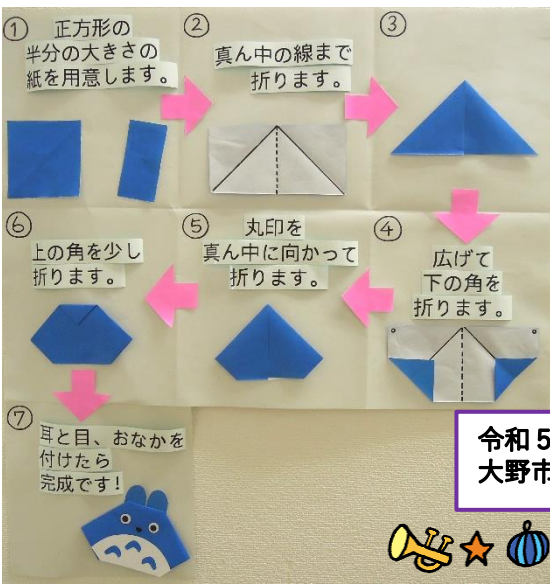 ① 正方形の
半分の大きさの
紙を用意します。
② 真ん中の線まで
折ります。
③
④ 広げて
下の角を
折ります。
⑤ 丸印を
真ん中に向かって
折ります。
⑥ 上の角を少し
折ります。
⑦ 耳と目、おなかを
付けたら
完成です!
令和5
大野市